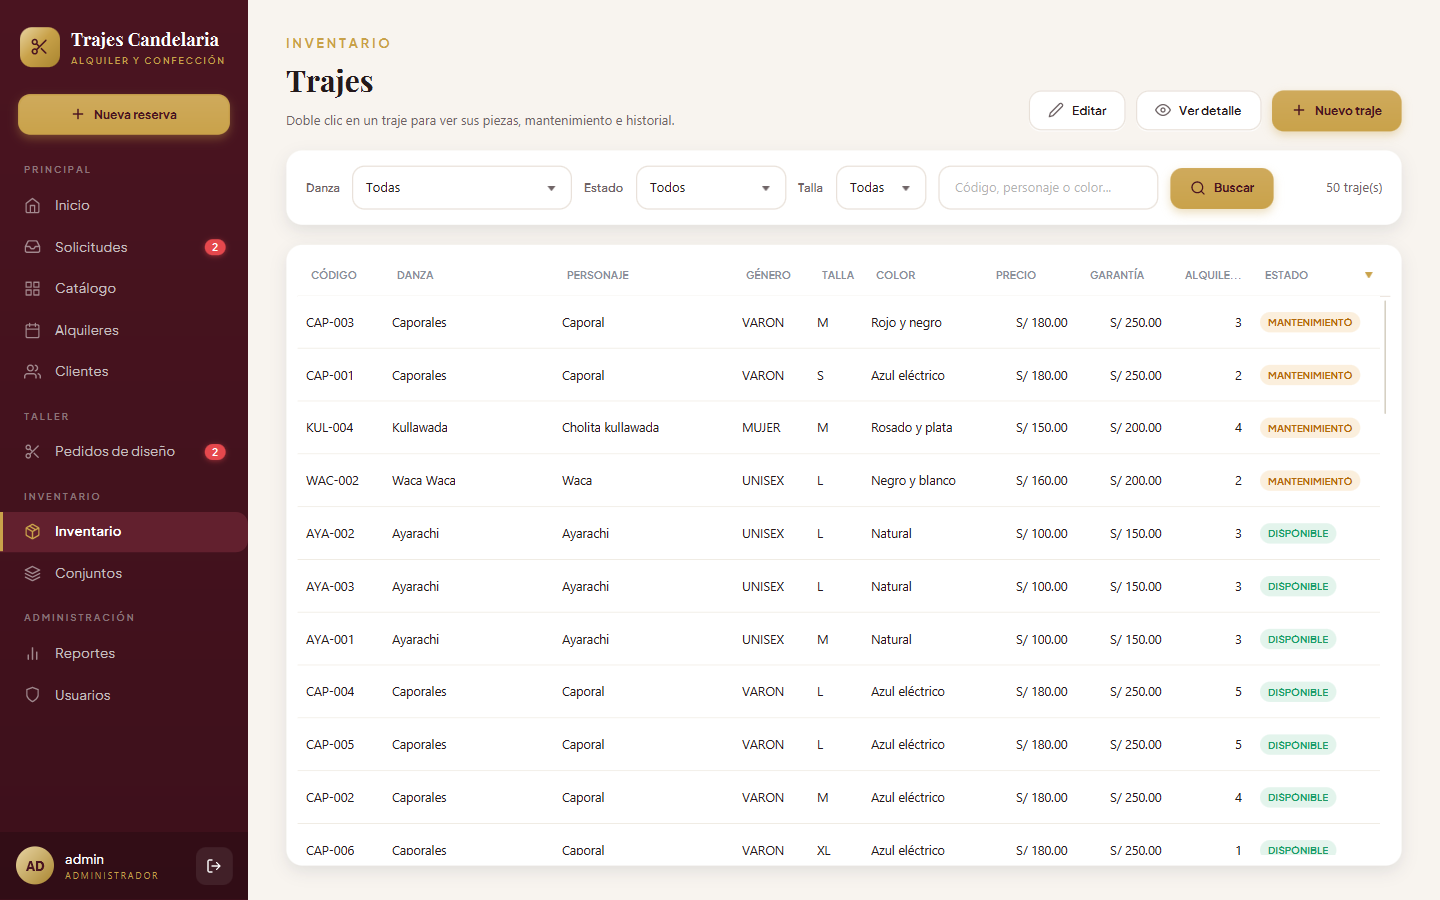 Trajes Candelaria
ALQUILER Y CONFECCIÓN
Nueva reserva
PRINCIPAL
Inicio
Solicitudes 2
Catálogo
Alquileres
Clientes
TALLER
Pedidos de diseño 2
INVENTARIO
Inventario
Conjuntos
ADMINISTRACIÓN
Reportes
Usuarios
AD
admin
ADMINISTRADOR
INVENTARIO
Trajes
Doble clic en un traje para ver sus piezas, mantenimiento e historial.
Editar Ver detalle Nuevo traje
Danza Todas Estado Todos Talla Todas Código, personaje o color... Buscar 50 traje(s)
CÓDIGO DANZA PERSONAJE GÉNERO TALLA COLOR PRECIO GARANTÍA ALQUILE... ESTADO
CAP-003 Caporales Caporal VARON M Rojo y negro S/ 180.00 S/ 250.00 3 MANTENIMIENTO
CAP-001 Caporales Caporal VARON S Azul eléctrico S/ 180.00 S/ 250.00 2 MANTENIMIENTO
KUL-004 Kullawada Cholita kullawada MUJER M Rosado y plata S/ 150.00 S/ 200.00 4 MANTENIMIENTO
WAC-002 Waca Waca Waca UNISEX L Negro y blanco S/ 160.00 S/ 200.00 2 MANTENIMIENTO
AYA-002 Ayarachi Ayarachi UNISEX L Natural S/ 100.00 S/ 150.00 3 DISPONIBLE
AYA-003 Ayarachi Ayarachi UNISEX L Natural S/ 100.00 S/ 150.00 3 DISPONIBLE
AYA-001 Ayarachi Ayarachi UNISEX M Natural S/ 100.00 S/ 150.00 3 DISPONIBLE
CAP-004 Caporales Caporal VARON L Azul eléctrico S/ 180.00 S/ 250.00 5 DISPONIBLE
CAP-005 Caporales Caporal VARON L Azul eléctrico S/ 180.00 S/ 250.00 5 DISPONIBLE
CAP-002 Caporales Caporal VARON M Azul eléctrico S/ 180.00 S/ 250.00 4 DISPONIBLE
CAP-006 Caporales Caporal VARON XL Azul eléctrico S/ 180.00 S/ 250.00 1 DISPONIBLE